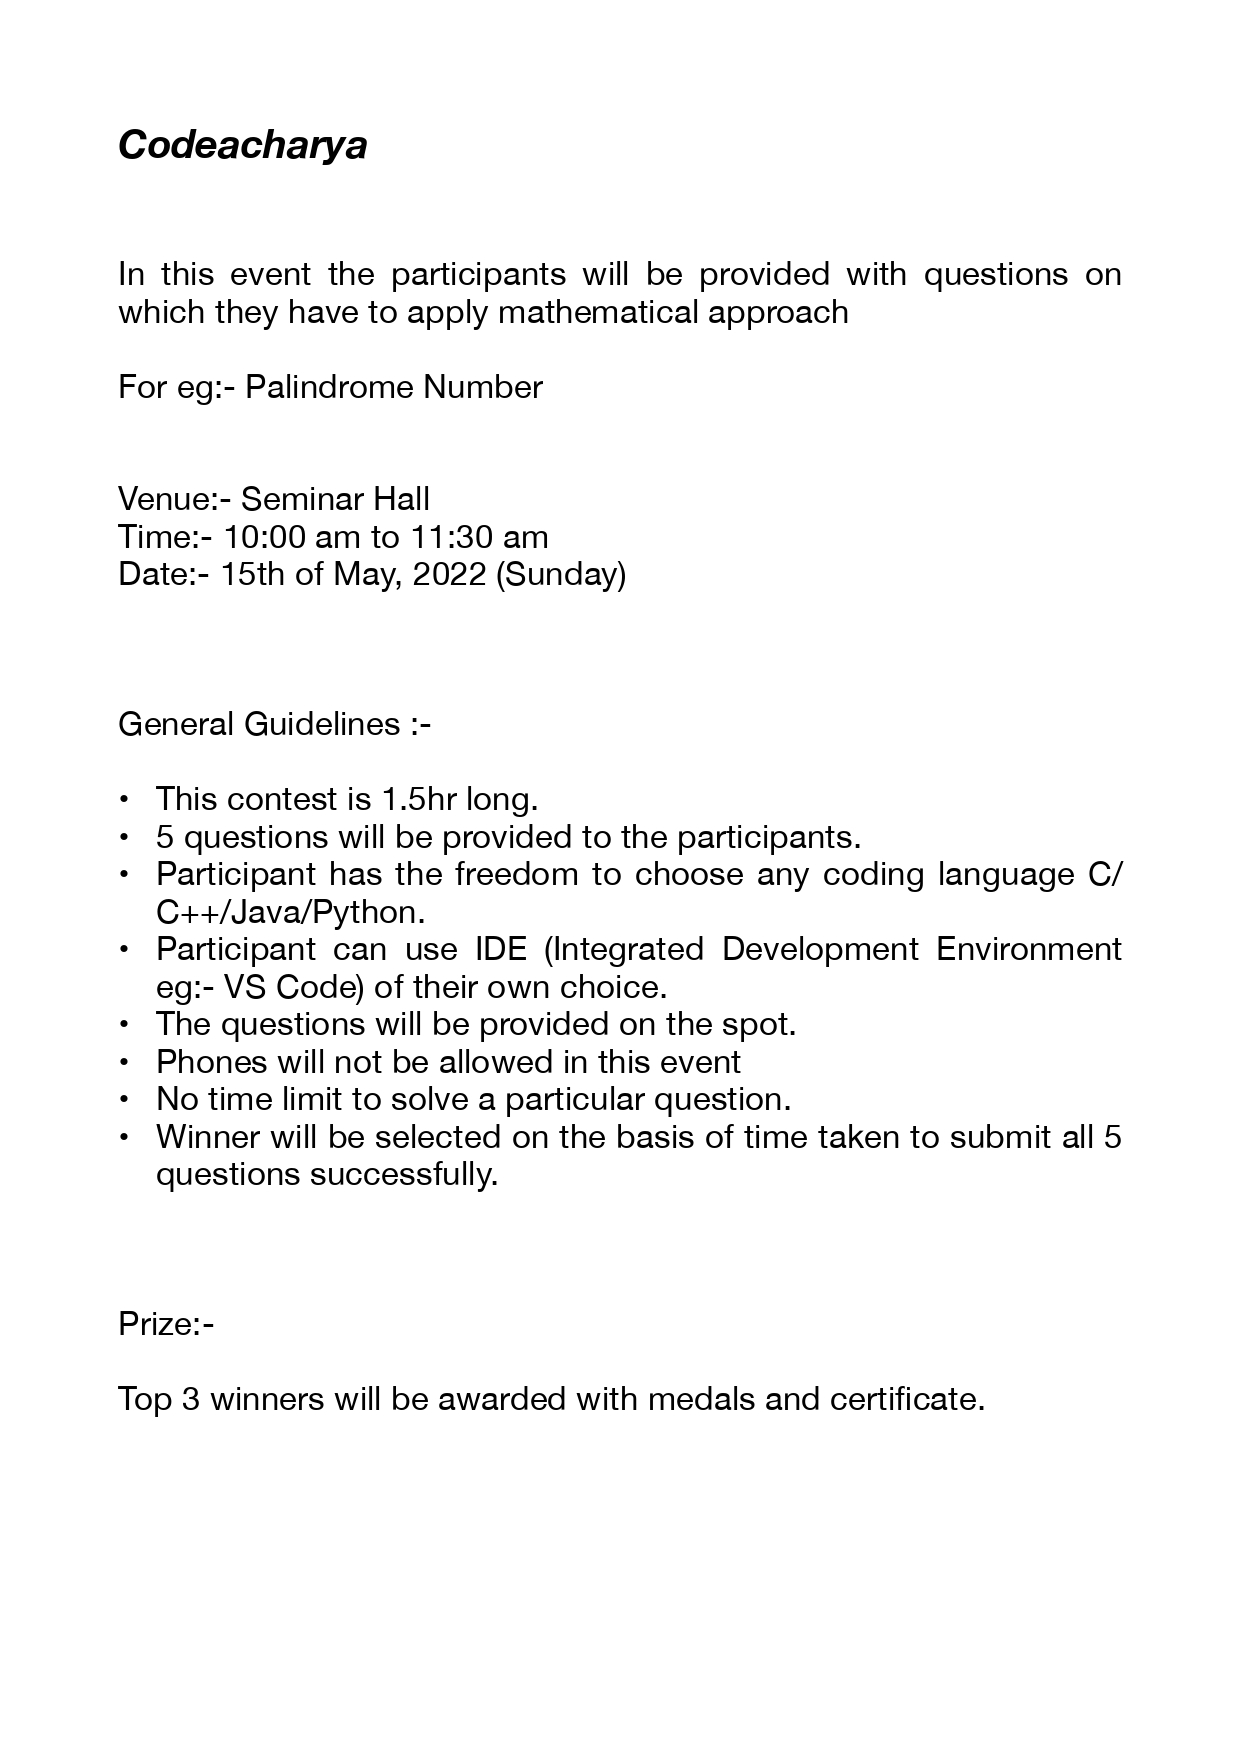 Codeacharya
In this event the participants will be provided with questions on
which they have to apply mathematical approach
For eg:- Palindrome Number
Venue:- Seminar Hall
Time:- 10:00 am to 11:30 am
Date:- 15th of May, 2022 (Sunday)
General Guidelines :-
• This contest is 1.5hr long.
• 5 questions will be provided to the participants.
• Participant has the freedom to choose any coding language C/
C++/Java/Python.
• Participant can use IDE (Integrated Development Environment
eg:- VS Code) of their own choice.
• The questions will be provided on the spot.
• Phones will not be allowed in this event
• No time limit to solve a particular question.
• Winner will be selected on the basis of time taken to submit all 5
questions successfully.
Prize:-
Top 3 winners will be awarded with medals and certificate.